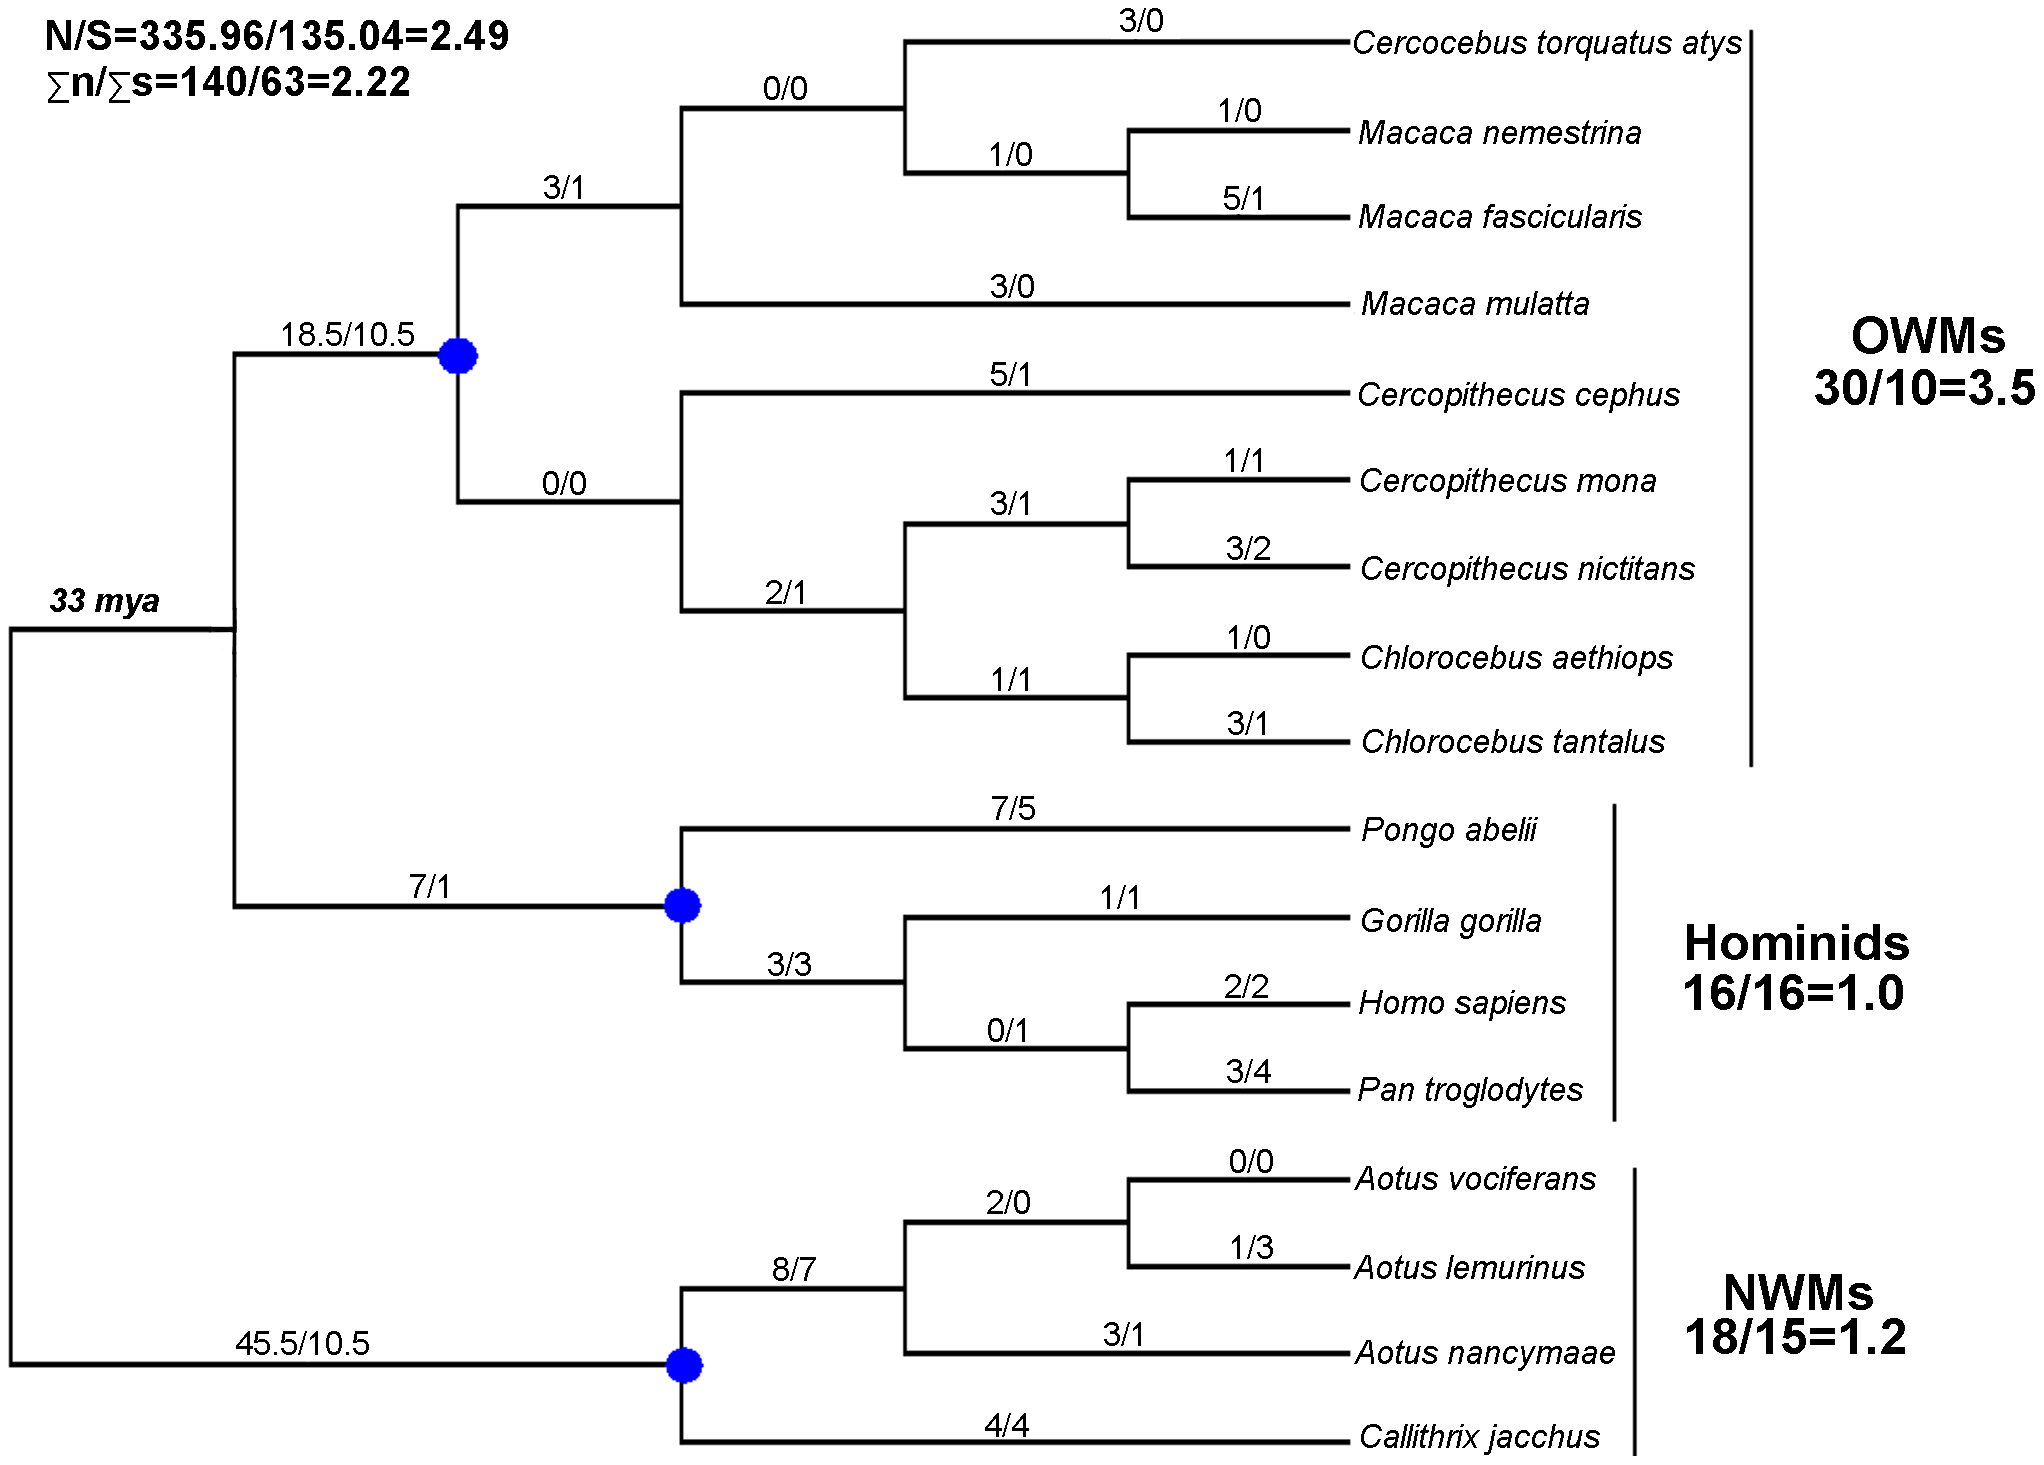 N/S=335.96/135.04=2.49
∑n/∑s=140/63=2.22
3/0
Cercocebus torquatus atys
0/0
1/0
Macaca nemestrina
1/0
3/1
5/1
Macaca fascicularis
3/0
Macaca mulatta
18.5/10.5
OWMs
30/10=3.5
5/1
Cercopithecus cephus
0/0
1/1
Cercopithecus mona
3/1
3/2
Cercopithecus nictitans
2/1
33 mya
1/0
Chlorocebus aethiops
1/1
3/1
Chlorocebus tantalus
7/5
Pongo abelii
7/1
1/1
Gorilla gorilla
Hominids
16/16=1.0
3/3
2/2
Homo sapiens
0/1
3/4
Pan troglodytes
0/0
Aotus vociferans
2/0
1/3
Aotus lemurinus
8/7
NWMs
18/15=1.2
3/1
Aotus nancymaae
45.5/10.5
4/4
Callithrix jacchus